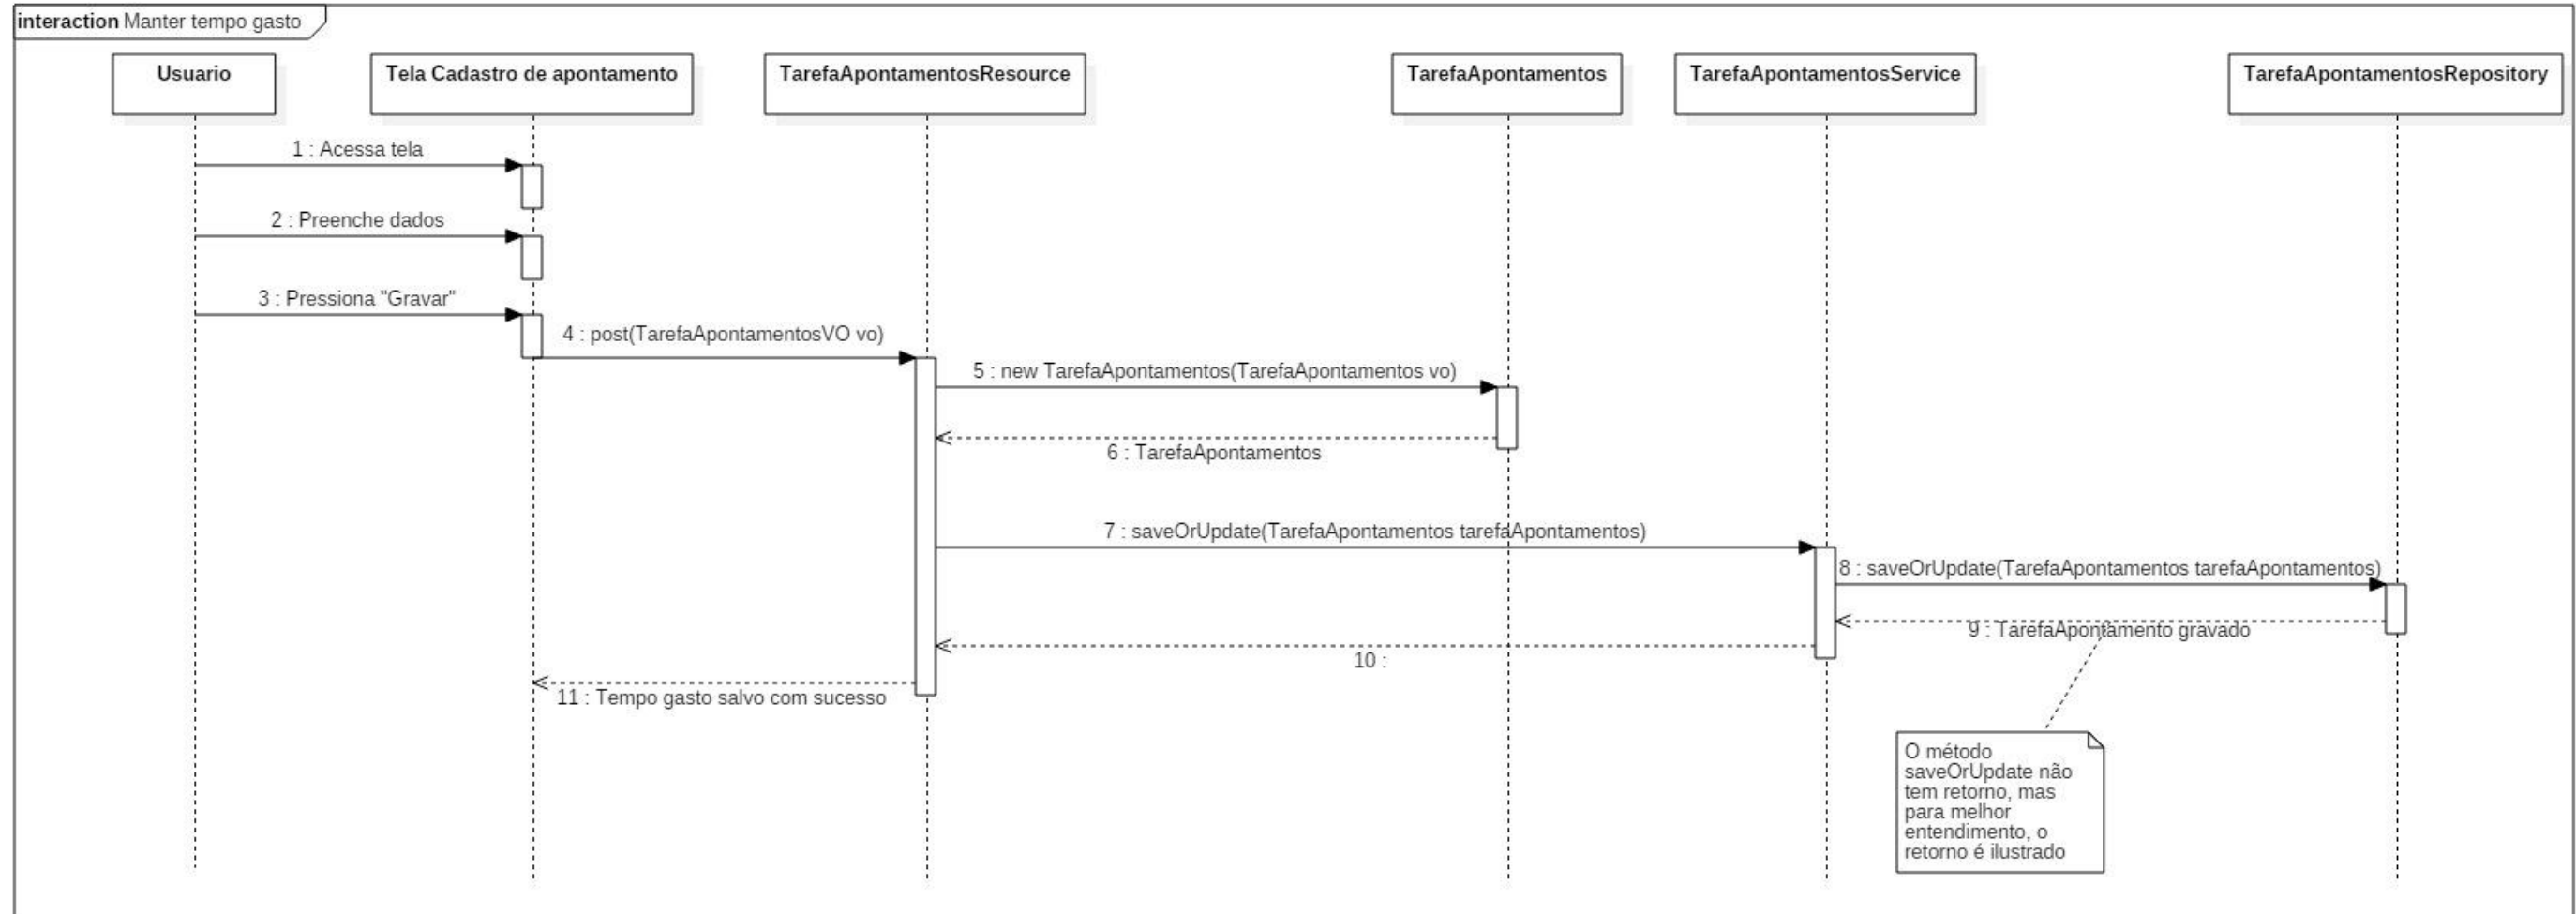 interaction Manter tempo gasto
Usuario
Tela Cadastro de apontamento
TarefaApontamentosResource
TarefaApontamentos
TarefaApontamentosService
TarefaApontamentosRepository
1 : Acessa tela
2 : Preenche dados
3 : Pressiona "Gravar"
4 : post(TarefaApontamentosVO vo)
5 : new TarefaApontamentos(TarefaApontamentos vo)
6 : TarefaApontamentos
7 : saveOrUpdate(TarefaApontamentos tarefaApontamentos)
8 : saveOrUpdate(TarefaApontamentos tarefaApontamentos)
9 : TarefaApontamento gravado
10 :
11 : Tempo gasto salvo com sucesso
O método
saveOrUpdate não
tem retorno, mas
para melhor
entendimento, o
retorno é ilustrado